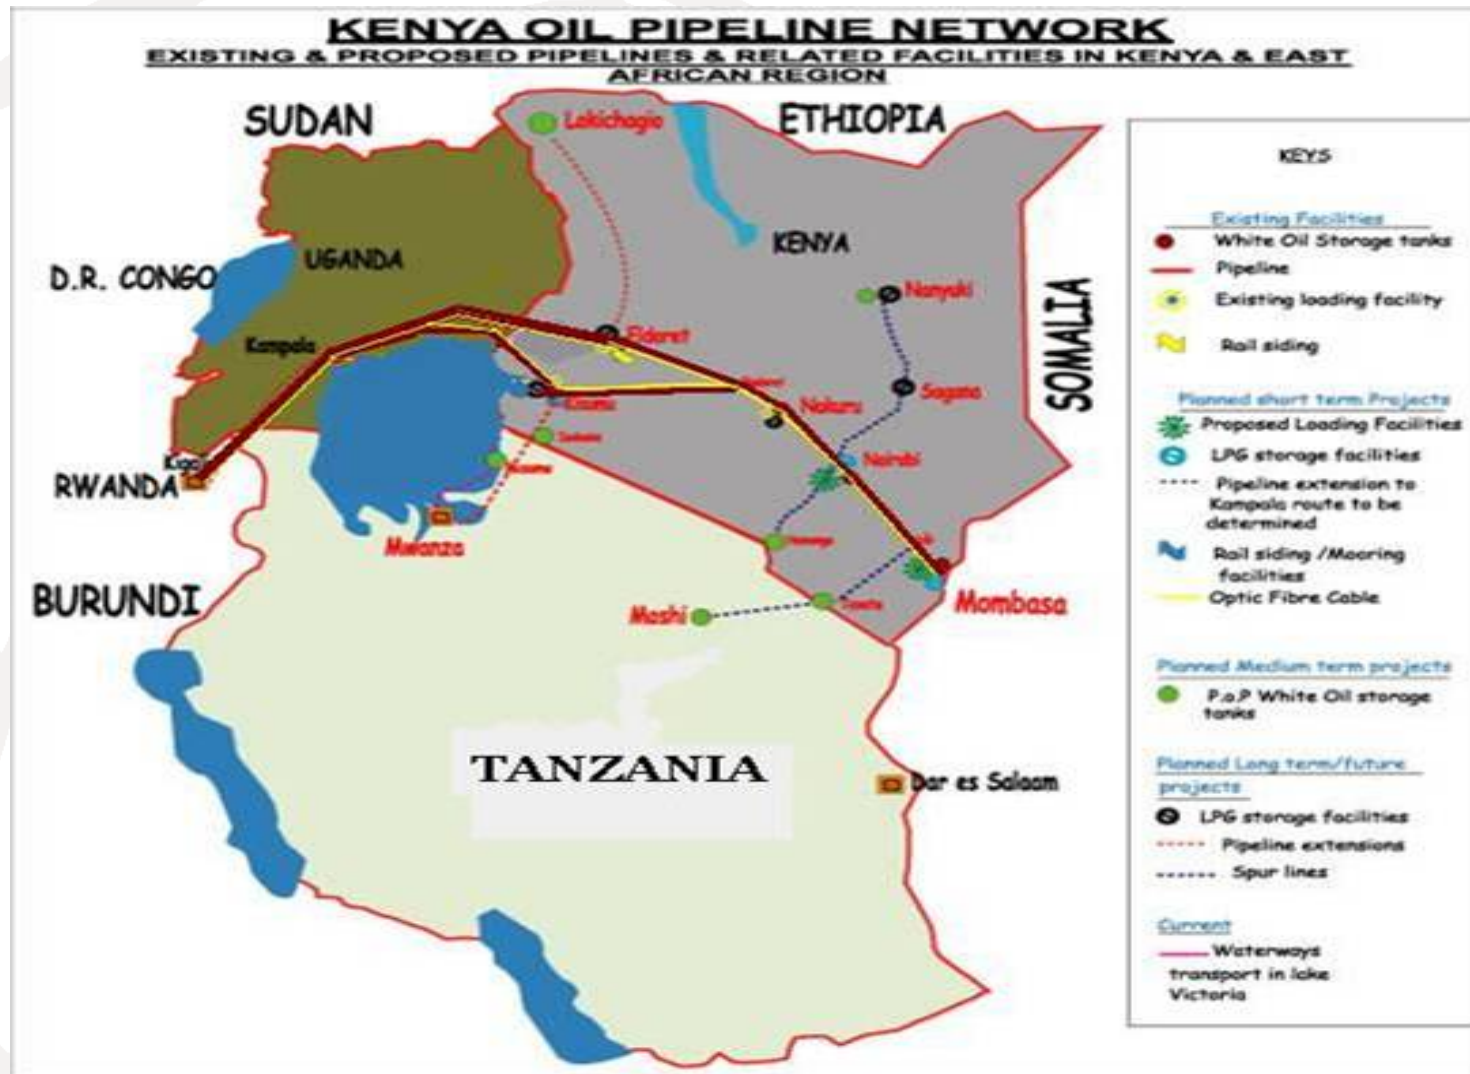 KENYA OIL PIPELINE NETWORK
EXISTING & PROPOSED PIPELINES & RELATED FACILITIES IN KENYA & EAST
AFRICAN REGION
SUDAN
ETHIOPIA
Lokichogio
KENYA
UGANDA
D.R. CONGO
SOMALIA
Nanyuki
Kampala
Eldoret
Sagana
Nakuru
Kisumu
Nairobi
Kiga
RWANDA
Mwanza
BURUNDI
Moshi
Mombasa
TANZANIA
Dar es Salaam
KEYS
Existing Facilities
White Oil Storage tanks
Pipeline
Existing loading facility
Rail siding
Planned short term Projects
Proposed Loading Facilities
LPG storage facilities
Pipeline extension to
Kampala route to be
determined
Rail siding /Mooring
facilities
Optic Fibre Cable
Planned Medium term projects
P.o.P White Oil storage
tanks
Planned Long term/future
projects
LPG storage facilities
Pipeline extensions
Spur lines
Current
Waterways
transport in lake
Victoria